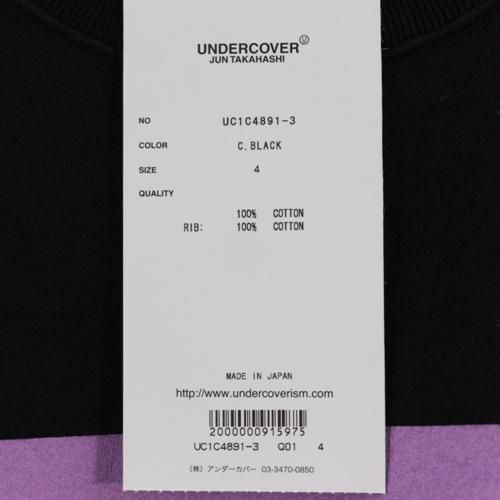 UNDERCOVER Ⓤ
JUN TAKAHASHI
NO UC1C4891-3
COLOR C.BLACK
SIZE 4
QUALITY
100% COTTON
RIB: 100% COTTON
MADE IN JAPAN
http://www.undercoverism.com
2000000915975
UC1C4891-3 Q01 4
(株) アンダーカバー 03-3470-0850